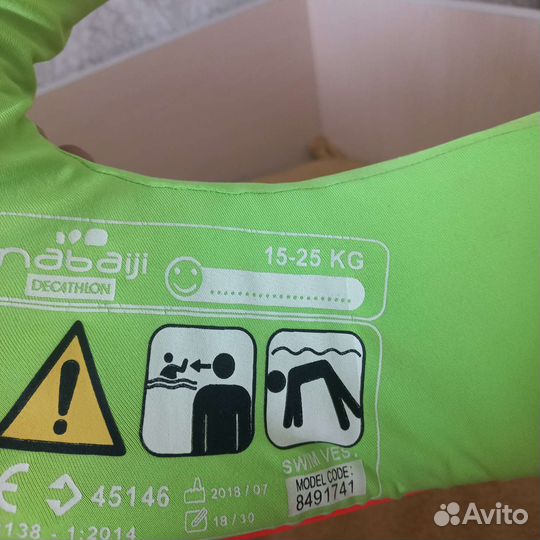 nabaiji
DECATHLON
15-25 KG
SWIM VES
MODEL CODE:
8491741
CE 45146 2018/07
138 - 1:2014 18/30
Avito